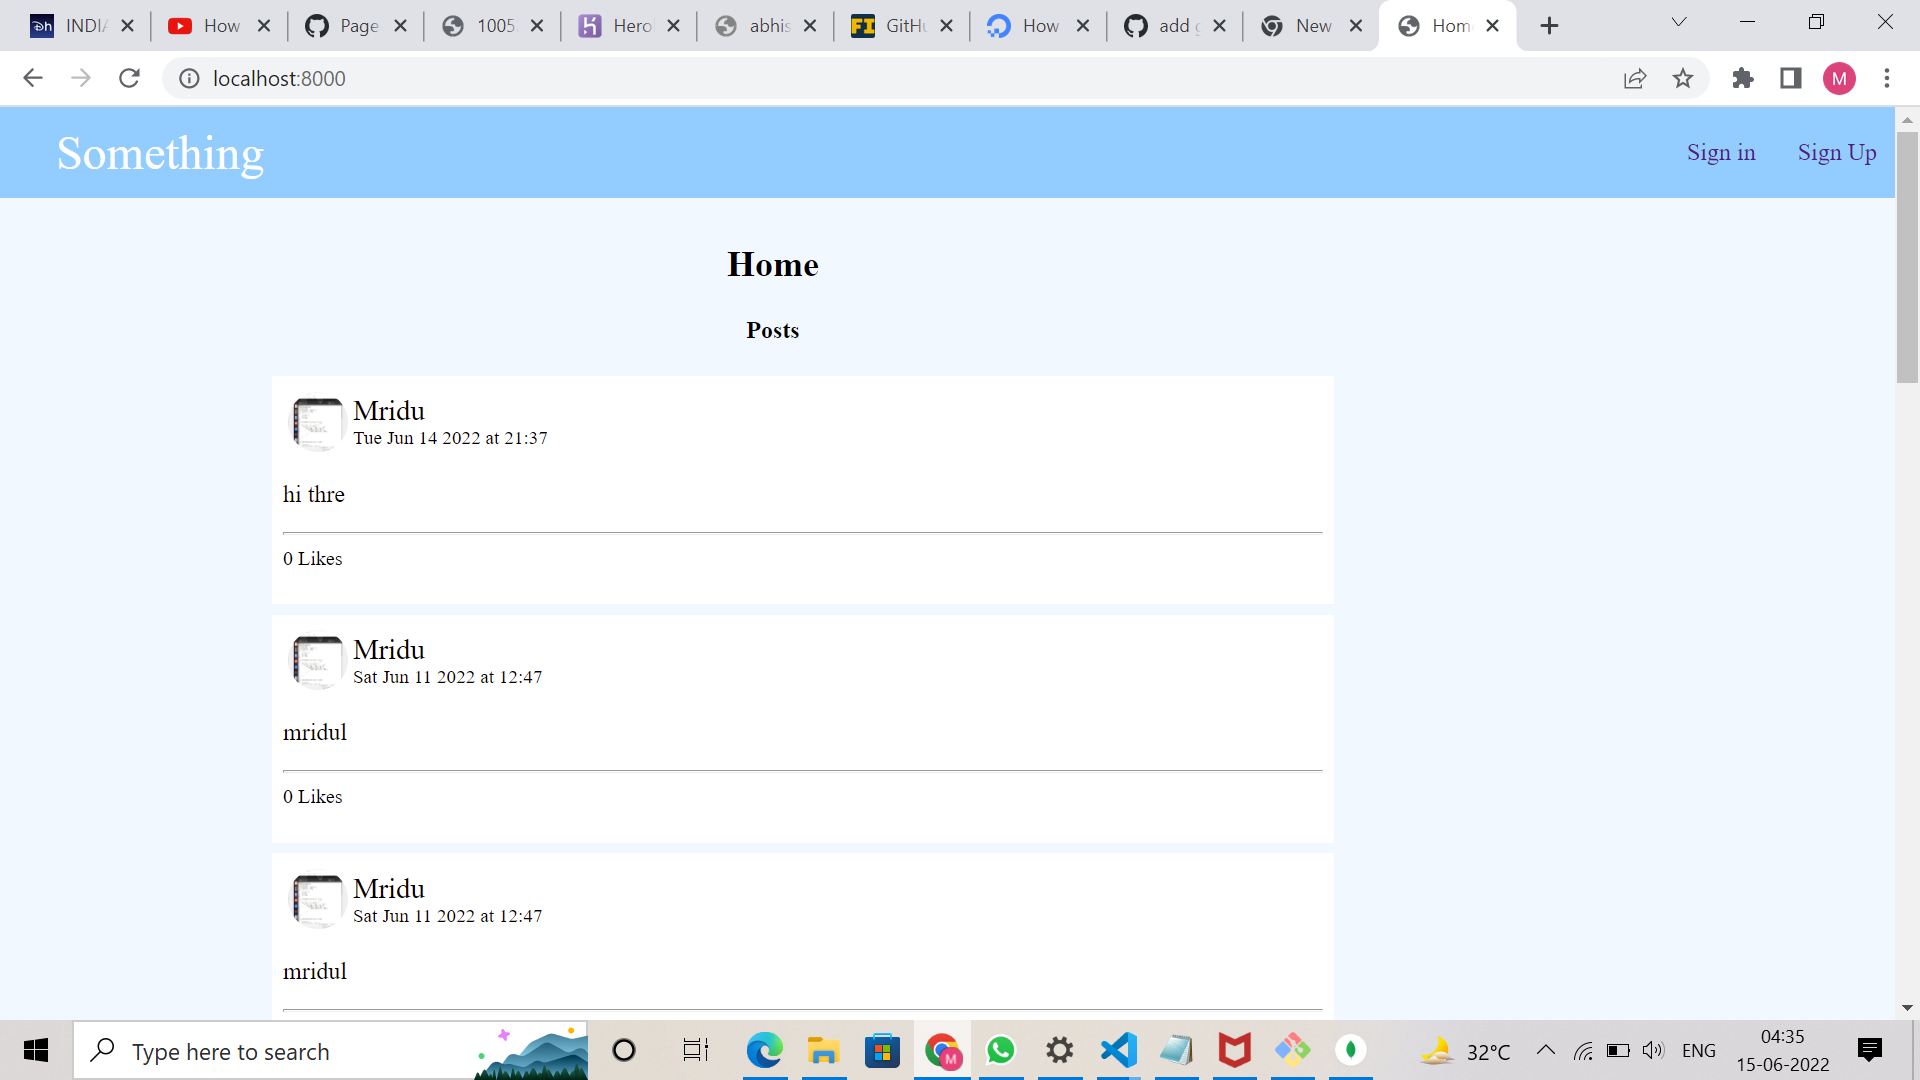 INDIA
How
Page
1005
Hero
abhis
GitHu
How
add g
New
Home
localhost:8000
M
Something
Sign in
Sign Up
Home
Posts
Mridu
Tue Jun 14 2022 at 21:37
hi thre
0 Likes
Mridu
Sat Jun 11 2022 at 12:47
mridul
0 Likes
Mridu
Sat Jun 11 2022 at 12:47
mridul
Type here to search
M
32°C
ENG
04:35
15-06-2022